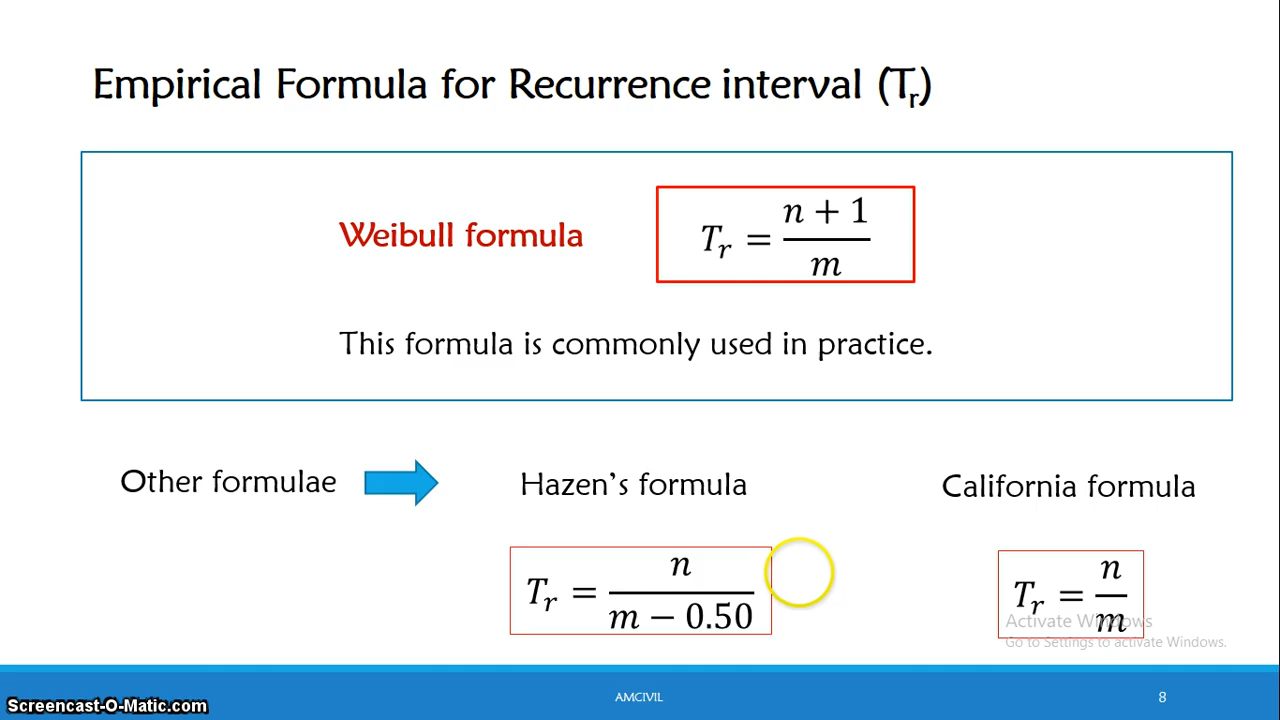 Empirical Formula for Recurrence interval (Tᵣ)
Weibull formula
Tᵣ = (n + 1)/m
This formula is commonly used in practice.
Other formulae
Hazen's formula
California formula
Tᵣ = n/(m − 0.50)
Tᵣ = n/m
Activate Windows
Go to Settings to activate Windows.
AMCIVIL
8
Screencast-O-Matic.com